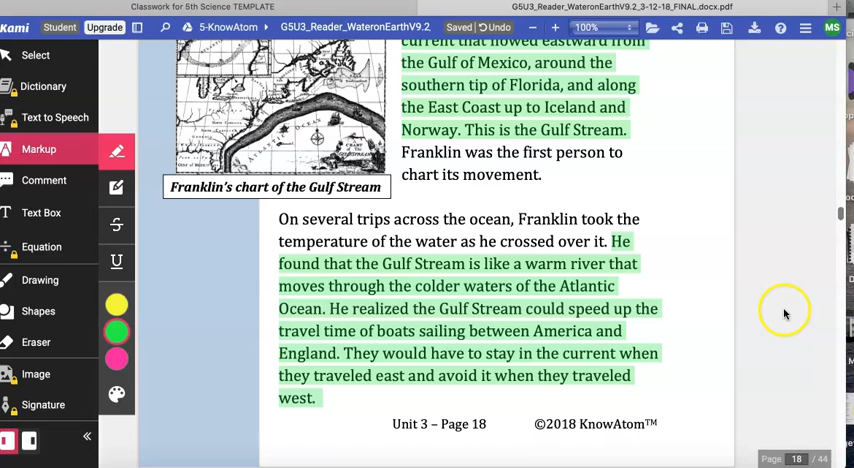 Classwork for 5th Science TEMPLATE
G5U3_Reader_WateronEarthV9.2_3-12-18_FINAL.docx.pdf
Kami
Student
Upgrade
5-KnowAtom
G5U3_Reader_WateronEarthV9.2_
Saved
Undo
100%
MS
Select
Dictionary
Text to Speech
Markup
Comment
Text Box
Equation
Drawing
Shapes
Eraser
Image
Signature
current that flowed eastward from
the Gulf of Mexico, around the
southern tip of Florida, and along
the East Coast up to Iceland and
Norway. This is the Gulf Stream.
Franklin was the first person to
chart its movement.
Franklin's chart of the Gulf Stream
On several trips across the ocean, Franklin took the
temperature of the water as he crossed over it. He
found that the Gulf Stream is like a warm river that
moves through the colder waters of the Atlantic
Ocean. He realized the Gulf Stream could speed up the
travel time of boats sailing between America and
England. They would have to stay in the current when
they traveled east and avoid it when they traveled
west.
Unit 3 – Page 18 ©2018 KnowAtom™
Page 18 / 44